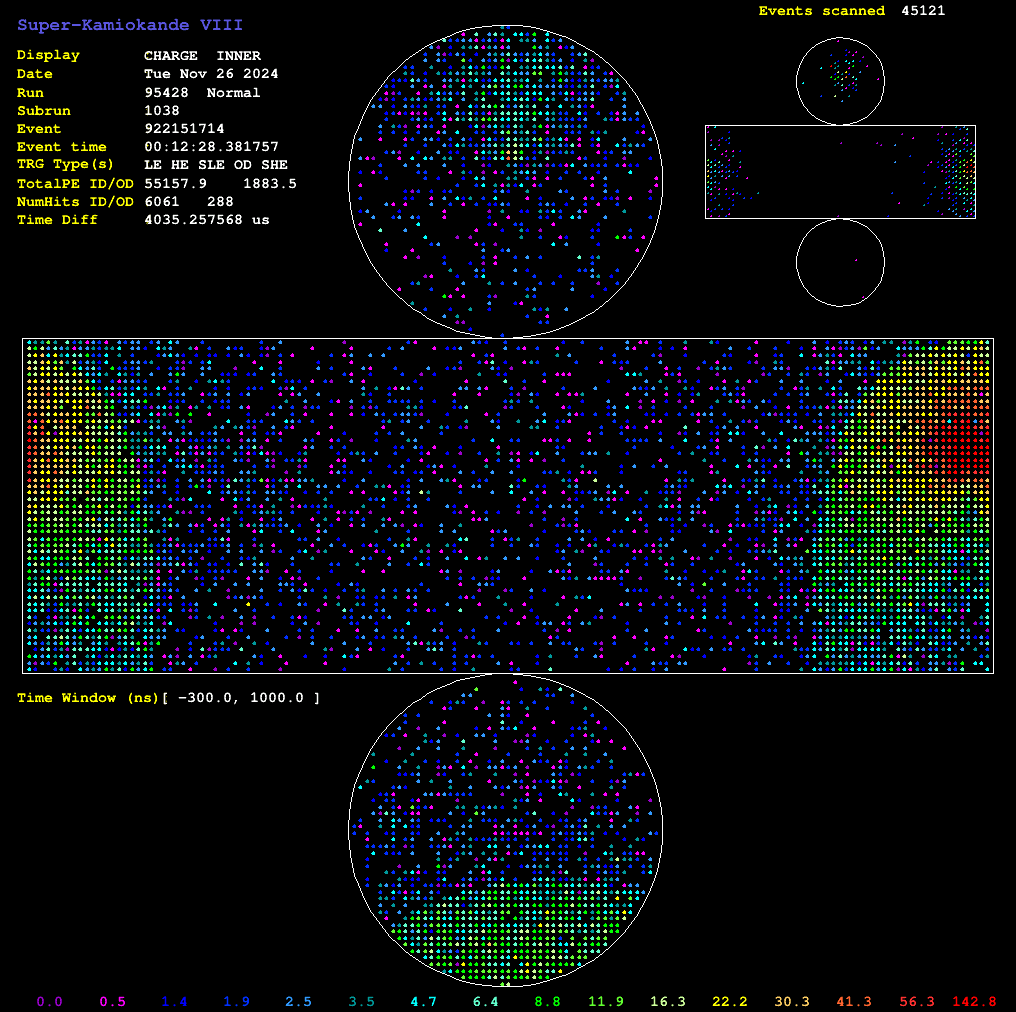 Super-Kamiokande VIII
Events scanned 45121
Display CHARGE INNER
Date Tue Nov 26 2024
Run 95428 Normal
Subrun 1038
Event 922151714
Event time 00:12:28.381757
TRG Type(s) LE HE SLE OD SHE
TotalPE ID/OD 55157.9 1883.5
NumHits ID/OD 6061 288
Time Diff 4035.257568 us
Time Window (ns)[ -300.0, 1000.0 ]
0.0 0.5 1.4 1.9 2.5 3.5 4.7 6.4 8.8 11.9 16.3 22.2 30.3 41.3 56.3 142.8